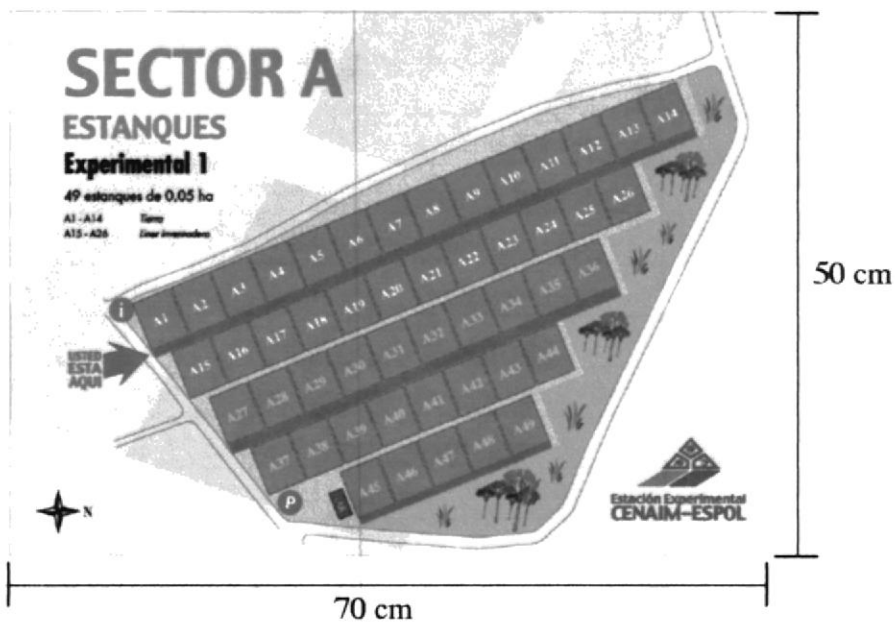 SECTOR A
ESTANQUES
Experimental 1
49 estanques de 0,05 ha
A1 - A14 Tierra
A15 - A26 Liner invernadero
A1 A2 A3 A4 A5 A6 A7 A8 A9 A10 A11 A12 A13 A14
A15 A16 A17 A18 A19 A20 A21 A22 A23 A24 A25 A26
A27 A28 A29 A30 A31 A32 A33 A34 A35 A36
A37 A38 A39 A40 A41 A42 A43 A44
A45 A46 A47 A48 A49
i
USTED
ESTA
AQUI
P
N
Estación Experimental
CENAIM-ESPOL
50 cm
70 cm